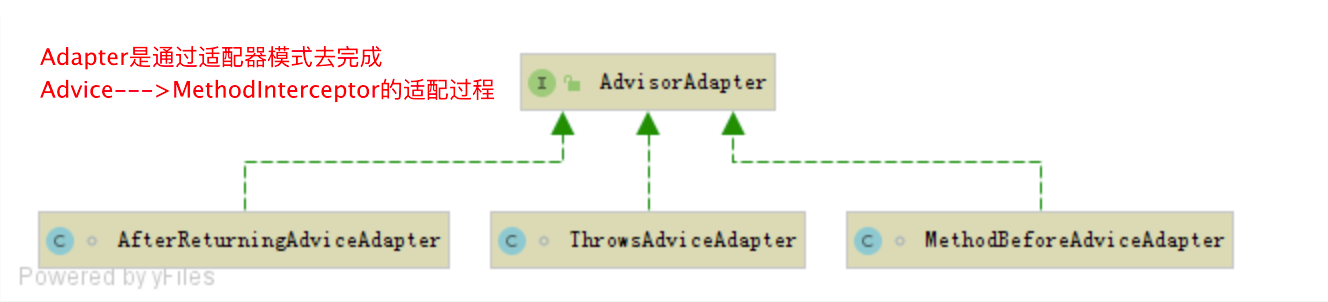 Adapter是通过适配器模式去完成
Advice--->MethodInterceptor的适配过程
I AdvisorAdapter
C AfterReturningAdviceAdapter
C ThrowsAdviceAdapter
C MethodBeforeAdviceAdapter
Powered by yFiles